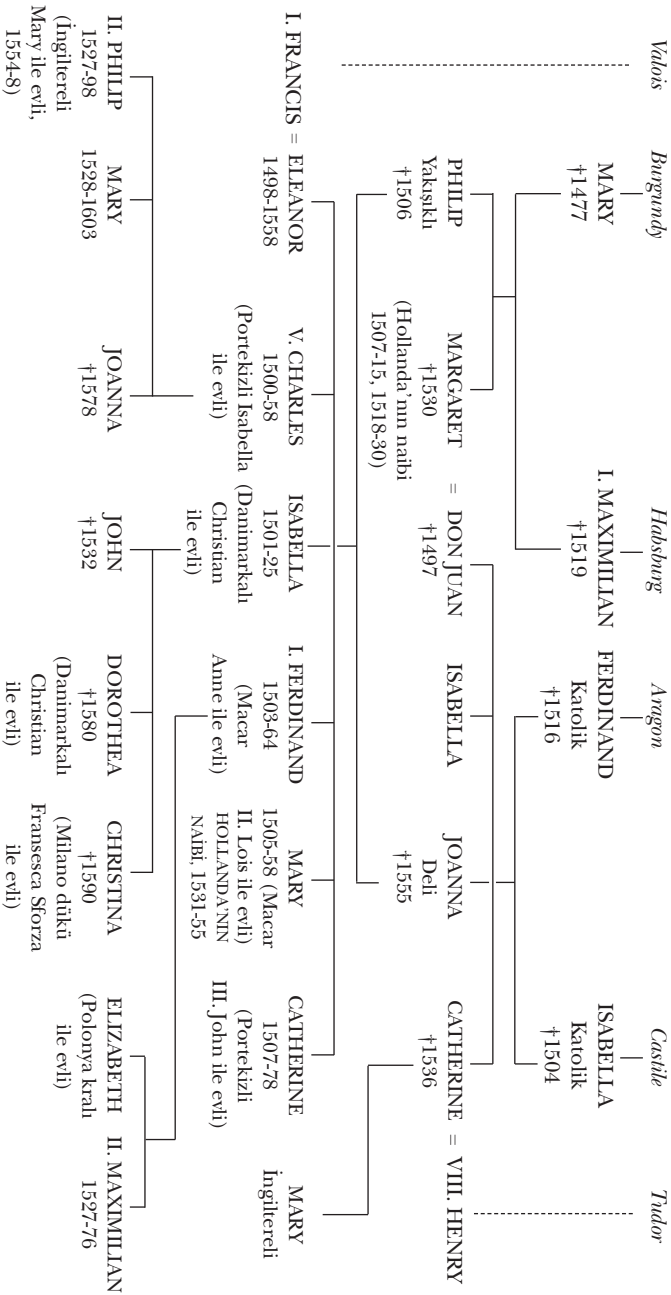 Valois
Burgundy
Habsburg
Aragon
Castile
Tudor
MARY
†1477
I. MAXIMILIAN
†1519
FERDINAND
Katolik
†1516
ISABELLA
Katolik
†1504
PHILIP
Yakışıklı
†1506
MARGARET
†1530
(Hollanda’nın naibi
1507-15, 1518-30)
=
DON JUAN
†1497
ISABELLA
JOANNA
Deli
†1555
CATHERINE
†1536
=
VIII. HENRY
I. FRANCIS
=
ELEANOR
1498-1558
V. CHARLES
1500-58
(Portekizli Isabella
ile evli)
ISABELLA
1501-25
(Danimarkalı
Christian
ile evli)
I. FERDINAND
1503-64
(Macar
Anne ile evli)
MARY
1505-58 (Macar
II. Lois ile evli)
HOLLANDA’NIN
NAİBİ, 1531-55
CATHERINE
1507-78
(Portekizli
III. John ile evli)
MARY
İngiltereli
II. PHILIP
1527-98
(İngiltereli
Mary ile evli,
1554-8)
MARY
1528-1603
JOANNA
†1578
JOHN
†1532
DOROTHEA
†1580
(Danimarkalı
Christian
ile evli)
CHRISTINA
†1590
(Milano dükü
Fransesca Sforza
ile evli)
ELIZABETH
(Polonya kralı
ile evli)
II. MAXIMILIAN
1527-76